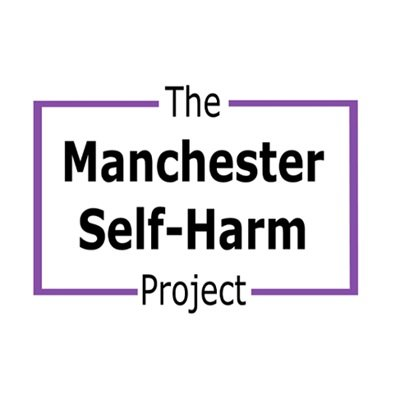 The
Manchester
Self-Harm
Project